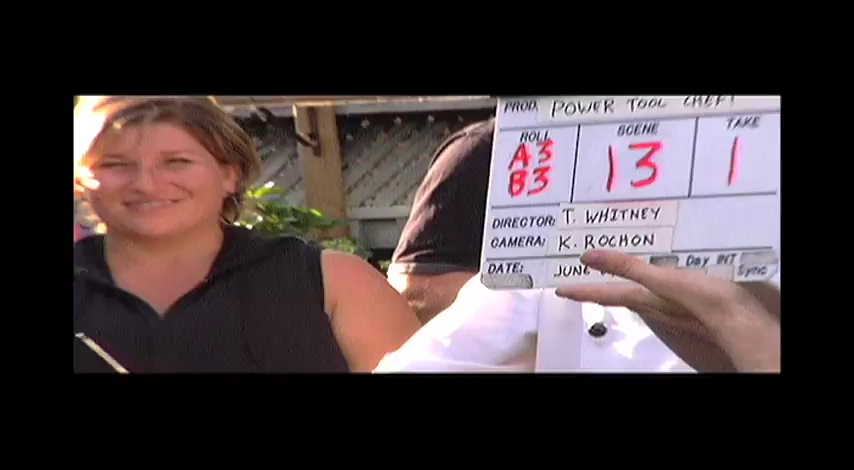 PROD. POWER TOOL CHEF!
ROLL SCENE TAKE
A3 13 1
B3
DIRECTOR: T. WHITNEY
CAMERA: K. ROCHON
Day INT
DATE: JUNE Sync